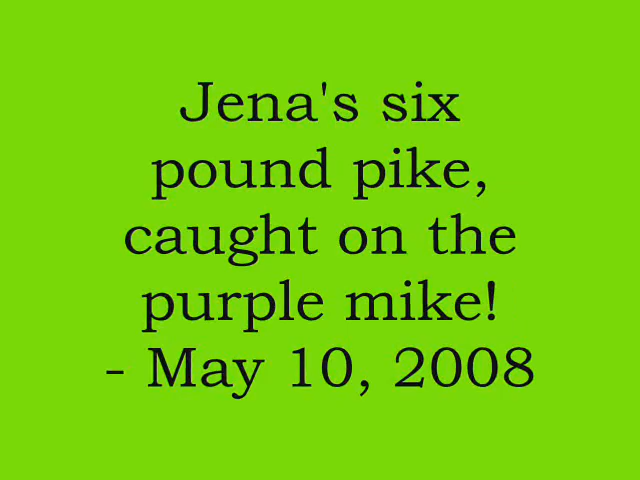 Jena's six
pound pike,
caught on the
purple mike!
- May 10, 2008